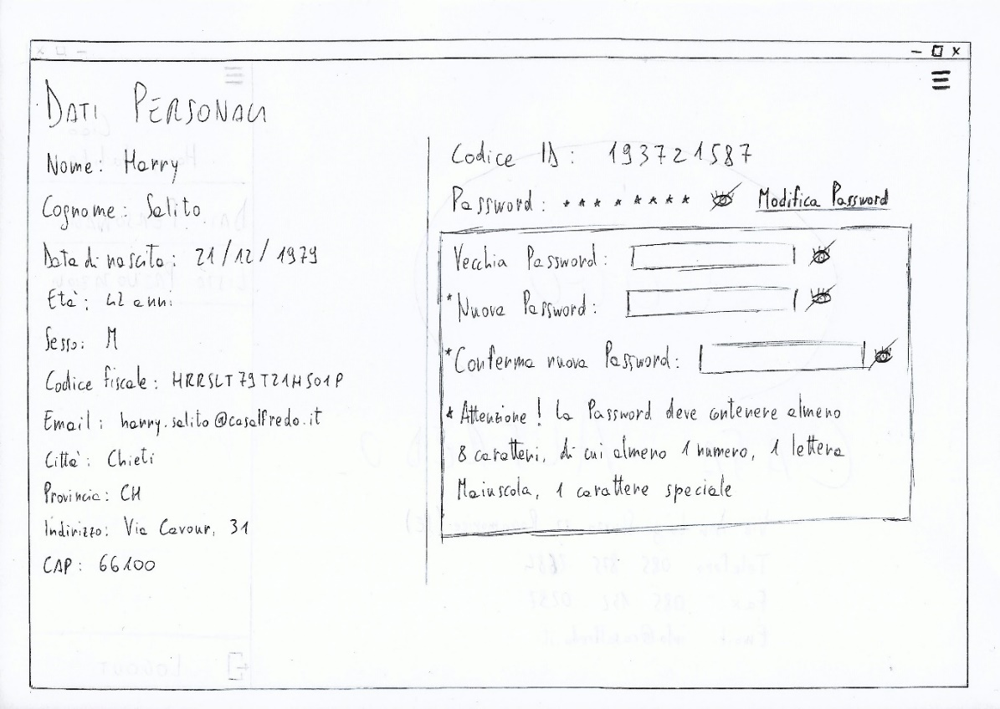 DATI PERSONALI
Nome: Harry
Cognome: Salito
Data di nascita: 21/12/1979
Età: 42 anni
Sesso: M
Codice fiscale: HRRSLT79T21H501P
Email: harry.salito@casalfredo.it
Città: Chieti
Provincia: CH
Indirizzo: Via Cavour, 31
CAP: 66100
Codice ID: 193721587
Password: ******** Modifica Password
Vecchia Password:
*Nuova Password:
*Conferma nuova Password:
*Attenzione! La Password deve contenere almeno
8 caratteri, di cui almeno 1 numero, 1 lettera
Maiuscola, 1 carattere speciale